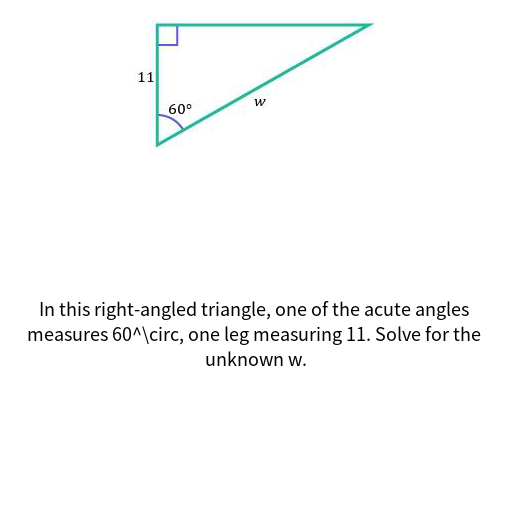 11
60°
w
In this right-angled triangle, one of the acute angles
measures 60^\circ, one leg measuring 11. Solve for the
unknown w.